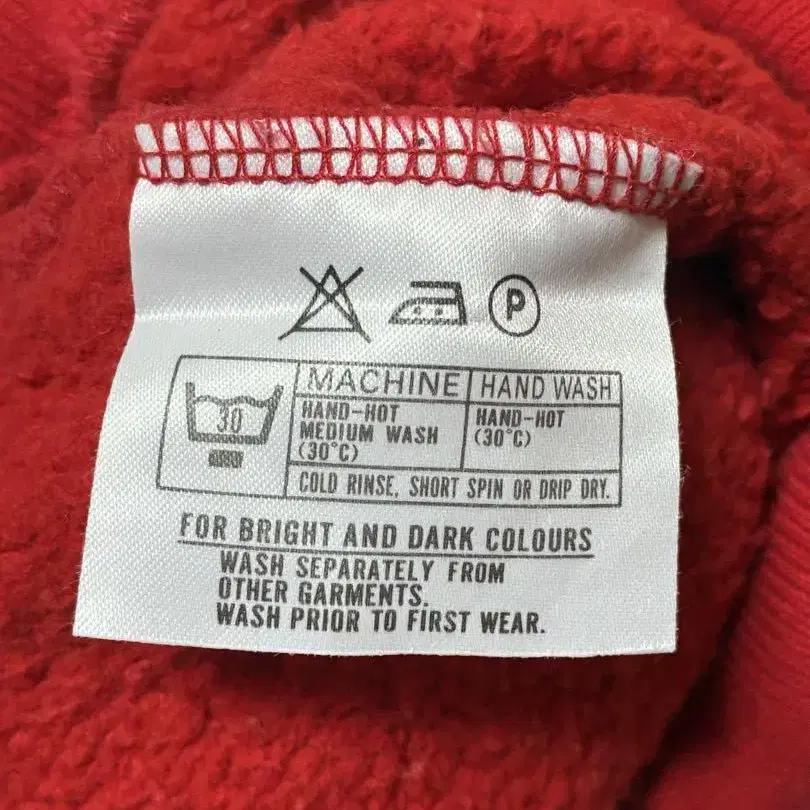 P
30
MACHINE HAND WASH
HAND-HOT
MEDIUM WASH
(30°C)
HAND-HOT
(30°C)
COLD RINSE, SHORT SPIN OR DRIP DRY.
FOR BRIGHT AND DARK COLOURS
WASH SEPARATELY FROM
OTHER GARMENTS.
WASH PRIOR TO FIRST WEAR.